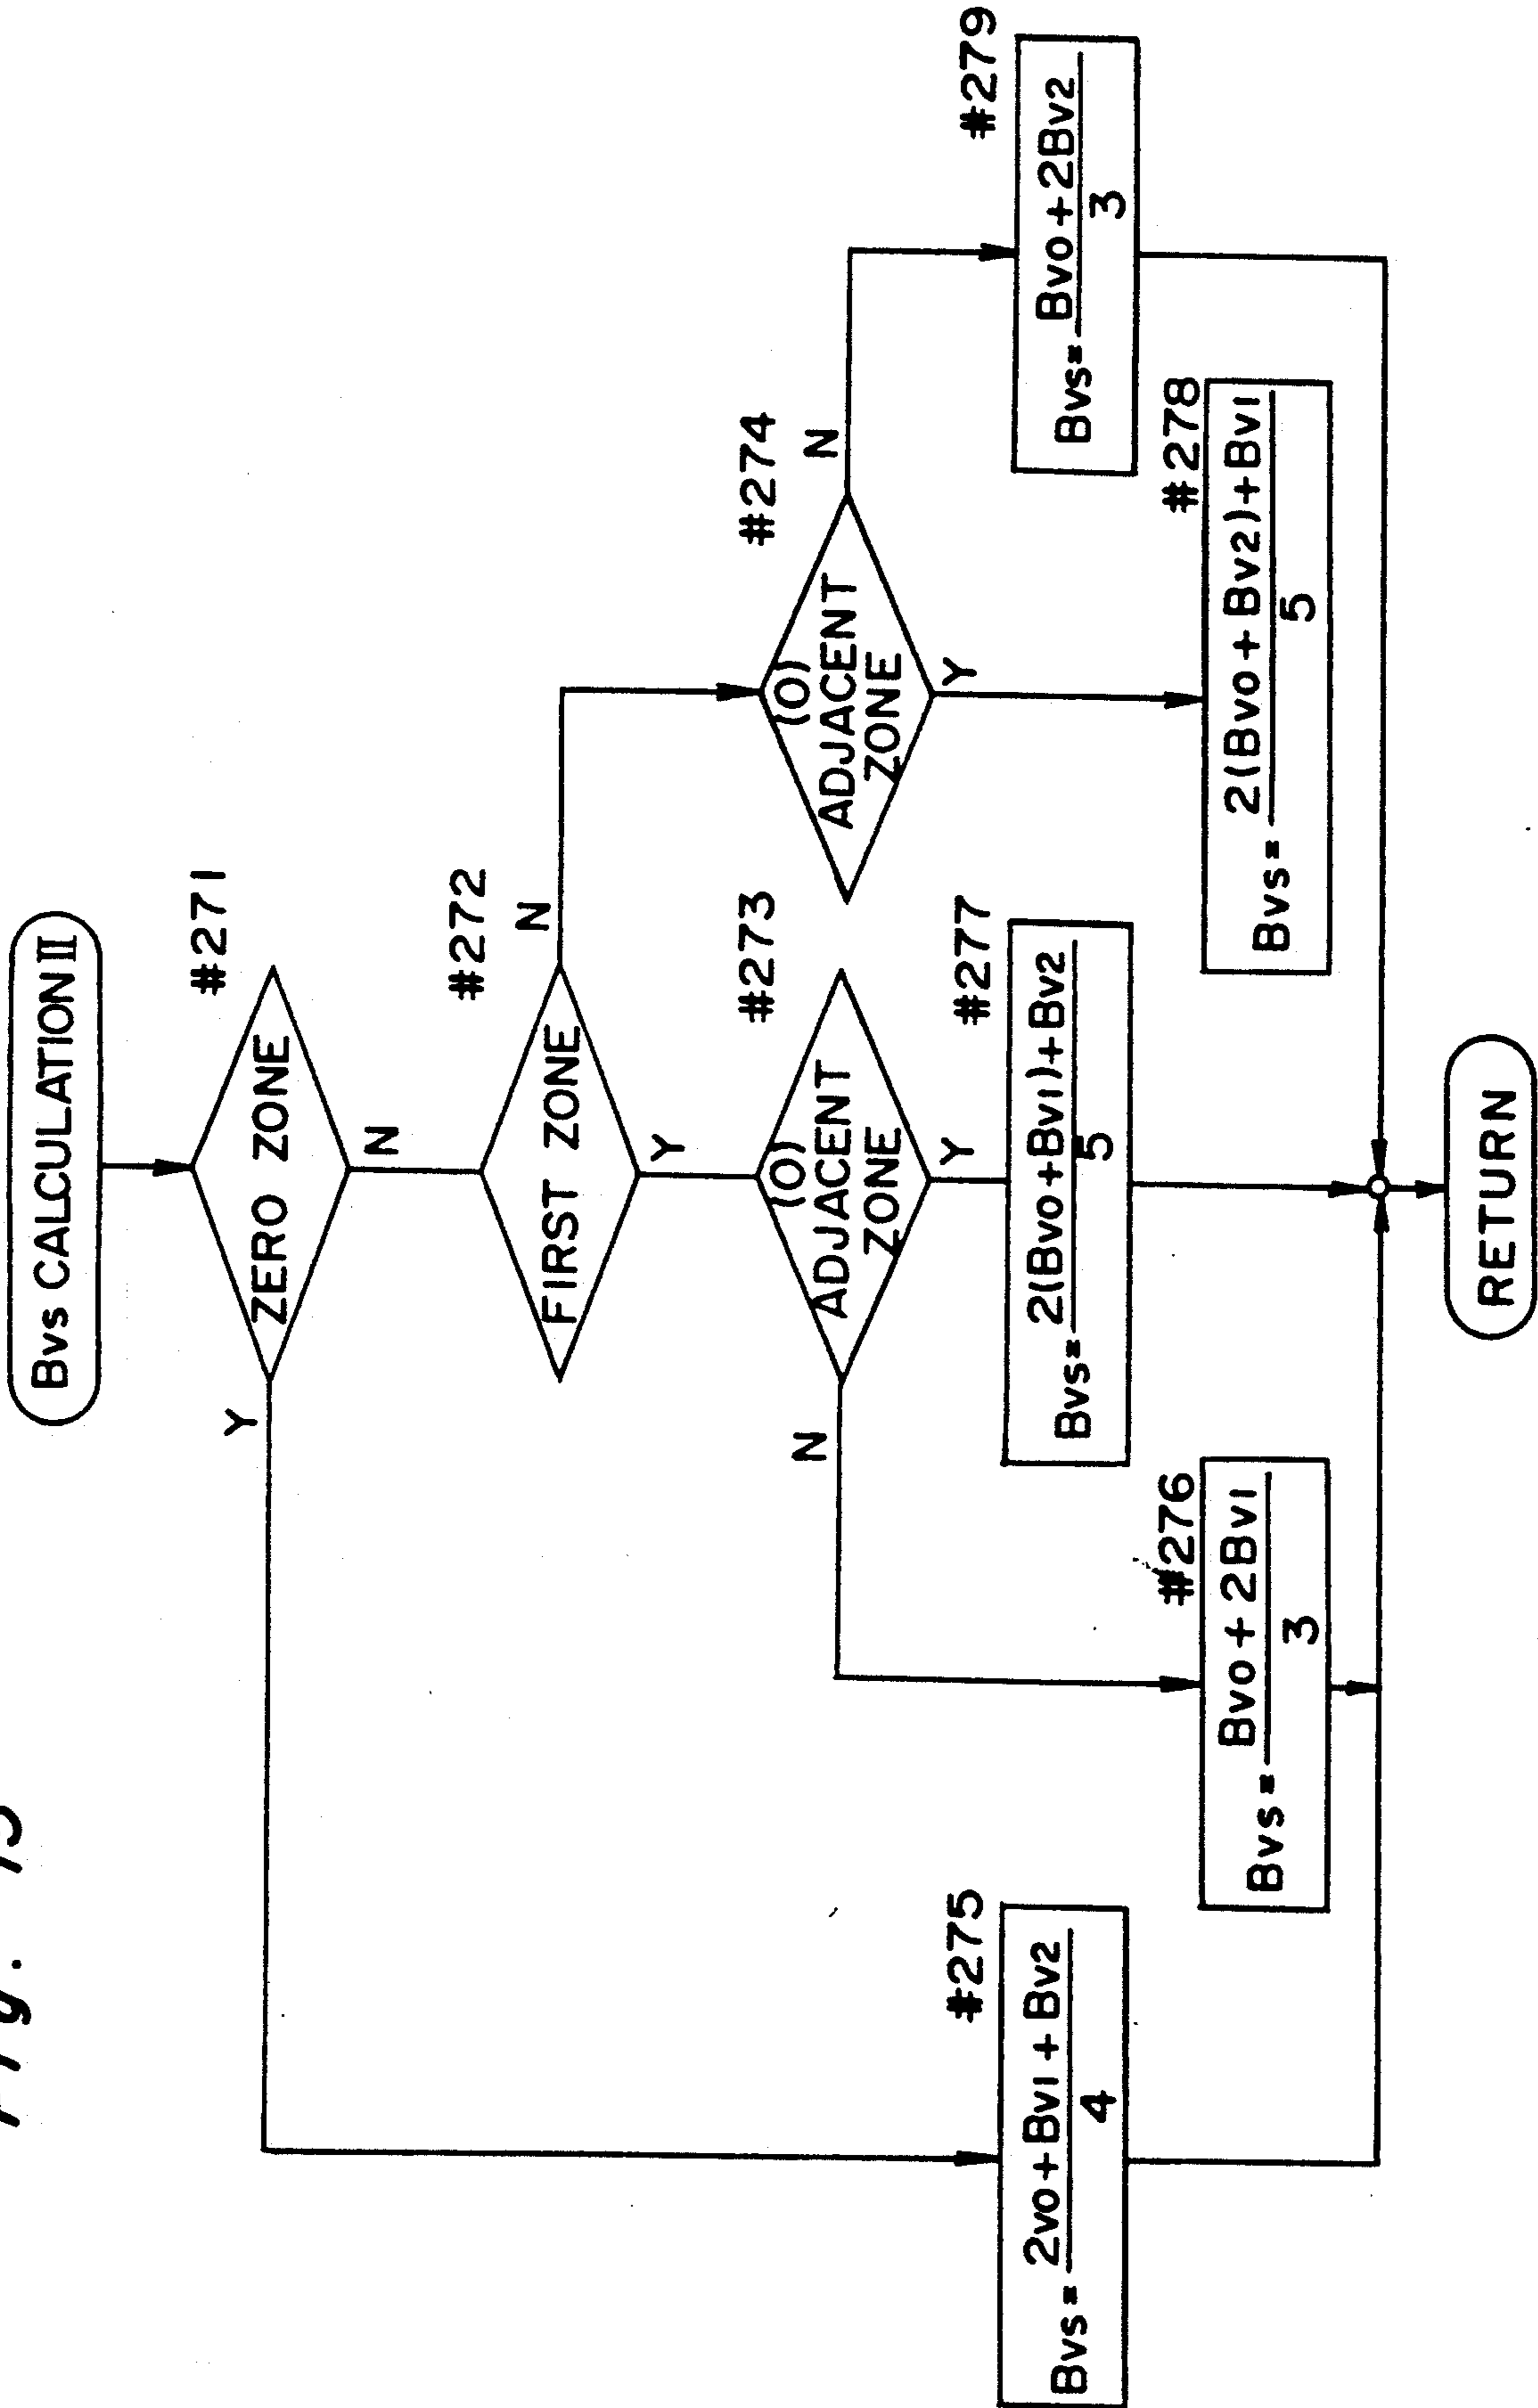 Fig. 15
Bvs CALCULATION II
#271
ZERO ZONE
Y
N
#272
FIRST ZONE
N
Y
#273
(O)
ADJACENT
ZONE
N
Y
#274
(O)
ADJACENT
ZONE
N
Y
#275
Bvs = 2vo + Bv1 + Bv2
4
#276
Bvs = Bvo + 2Bv1
3
#277
Bvs = 2(Bvo + Bv1) + Bv2
5
#278
Bvs = 2(Bvo + Bv2) + Bv1
5
#279
Bvs = Bvo + 2Bv2
3
RETURN